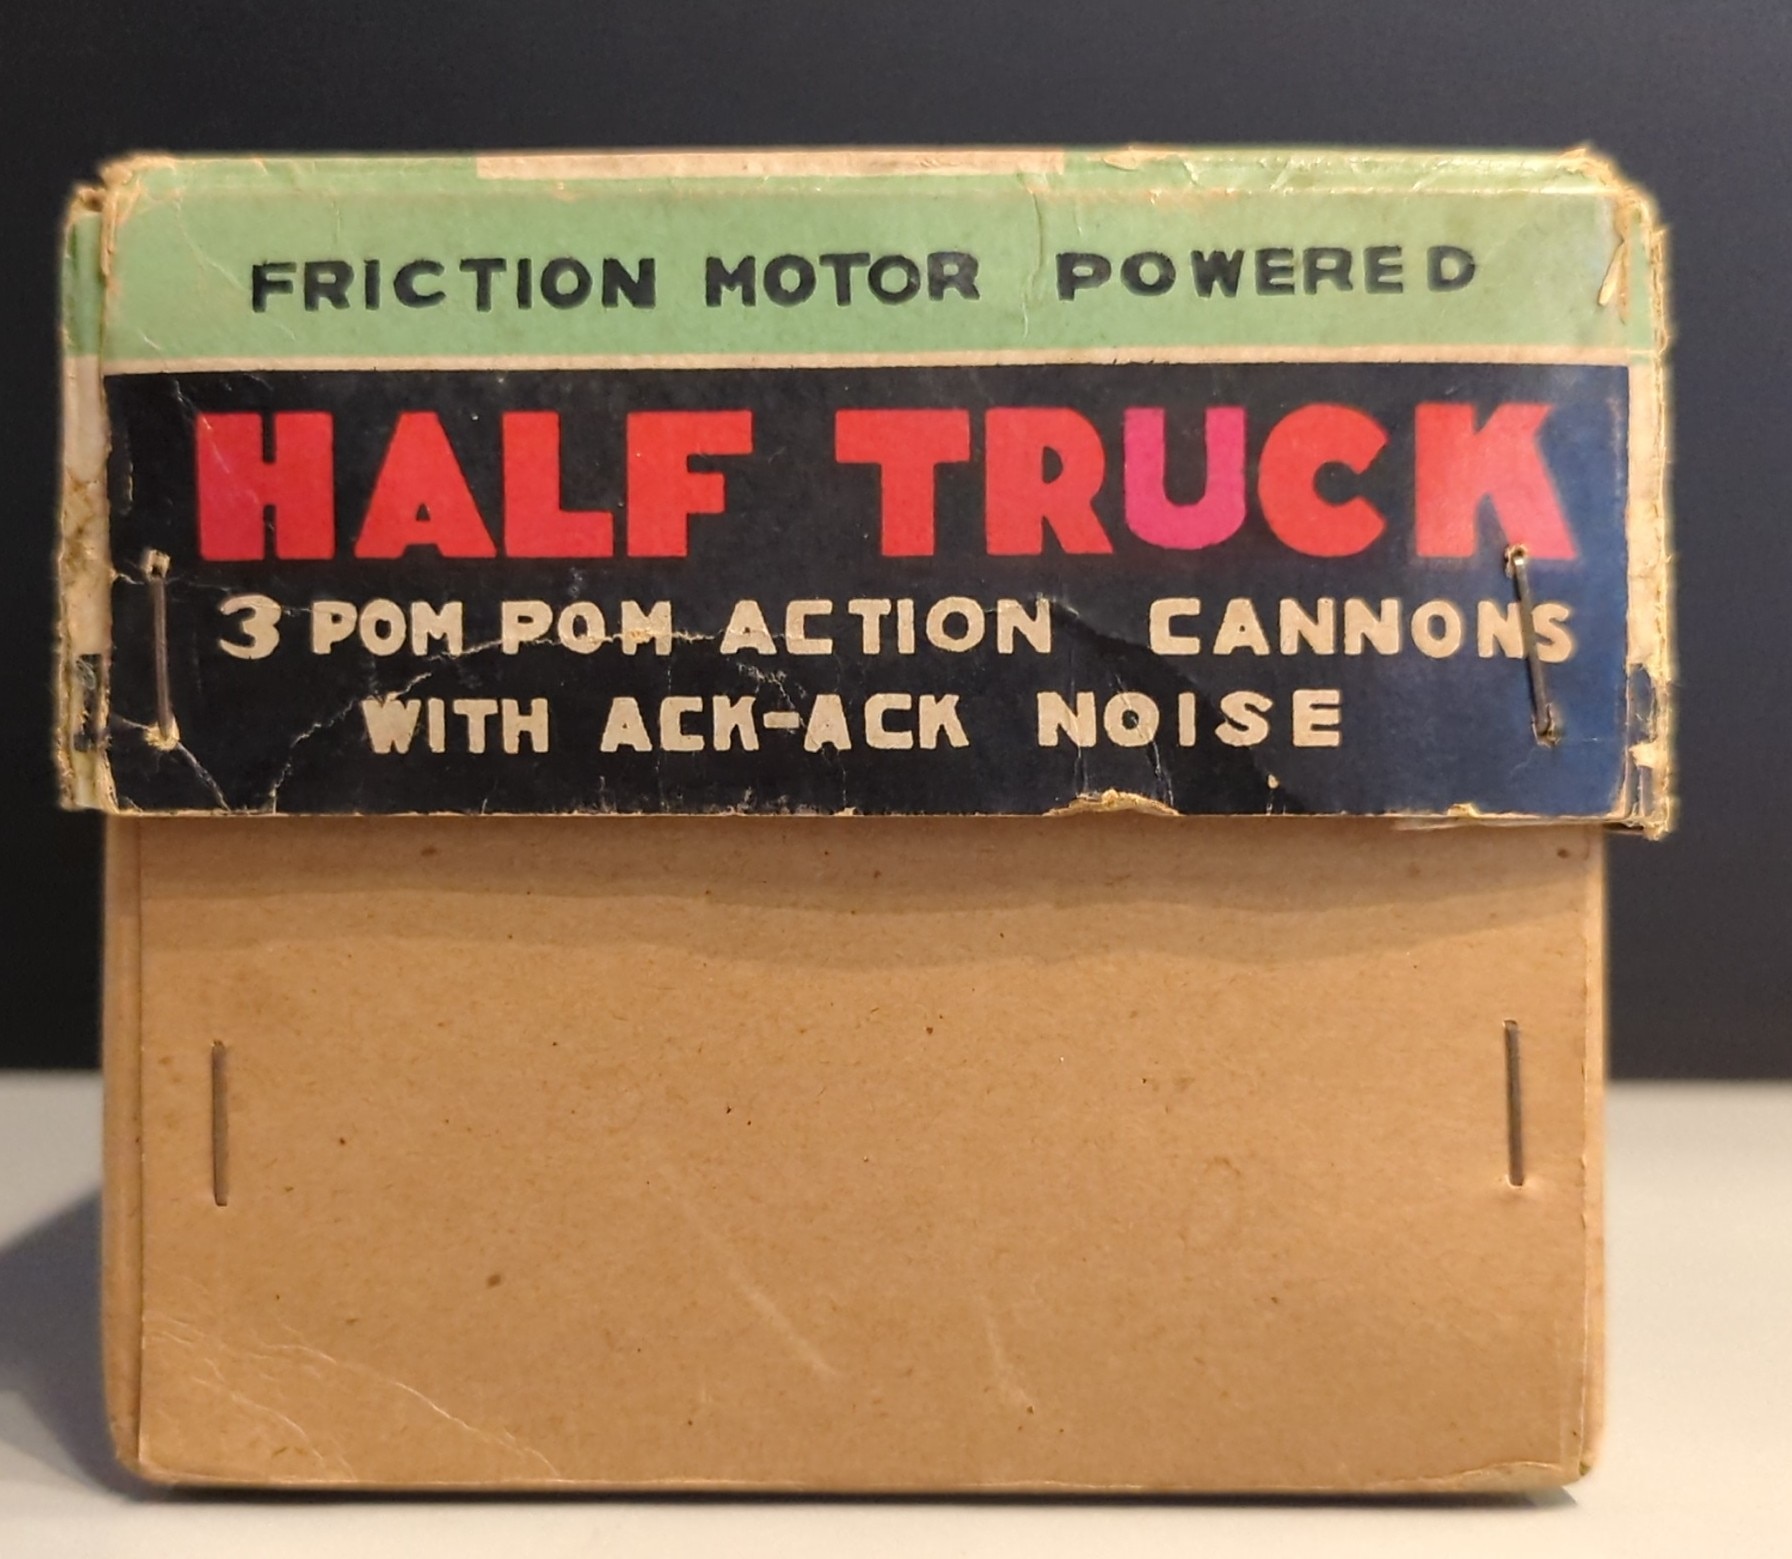 FRICTION MOTOR POWERED
HALF TRUCK
3 POM POM ACTION CANNONS
WITH ACK-ACK NOISE